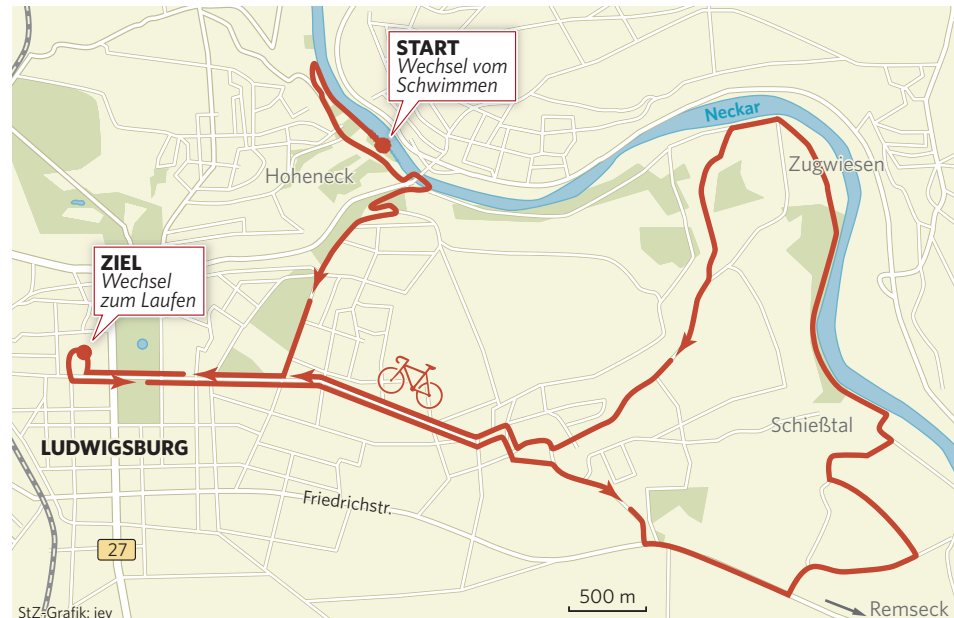 START
Wechsel vom
Schwimmen
Neckar
Zugwiesen
Hoheneck
ZIEL
Wechsel
zum Laufen
Schießtal
LUDWIGSBURG
Friedrichstr.
27
500 m
Remseck
StZ-Grafik: jev